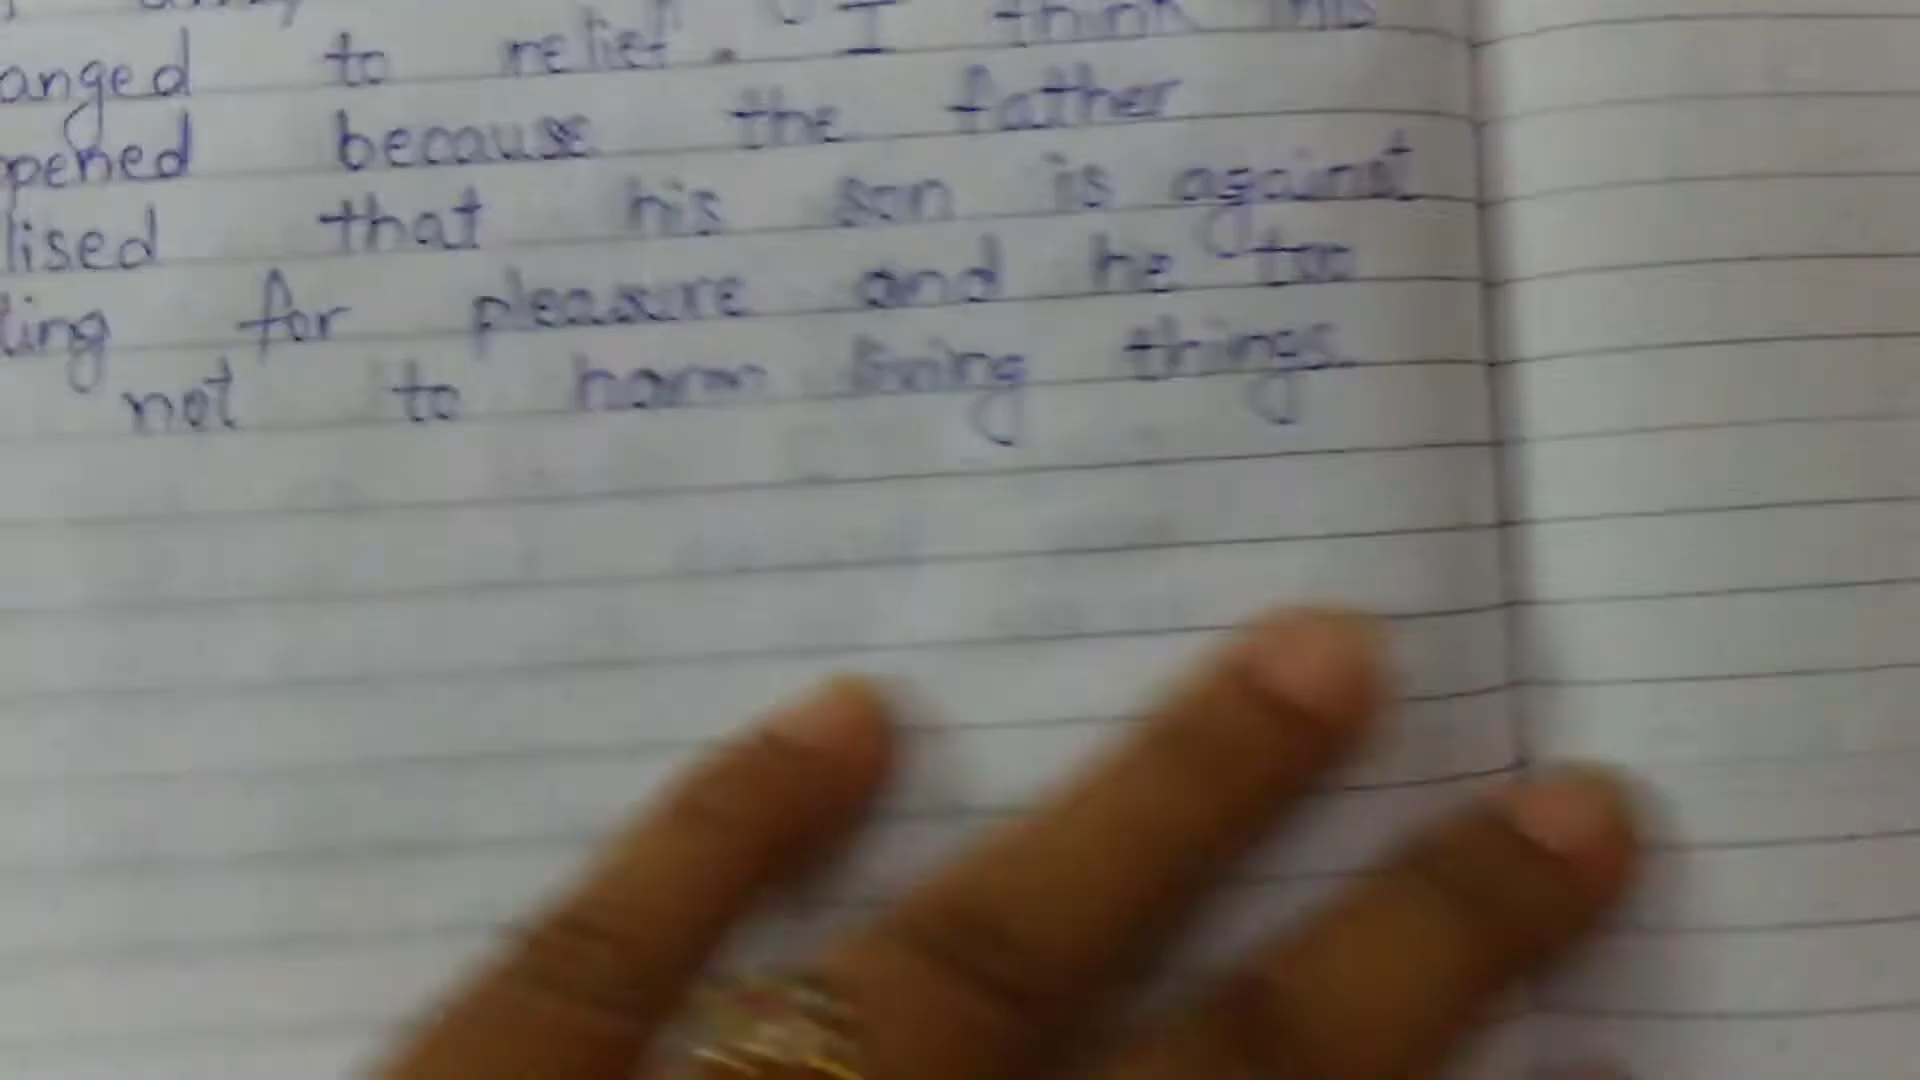 anged to relief". I think this
pened because the father
lised that his son is against
ling for pleasure and he too
not to harm living things.